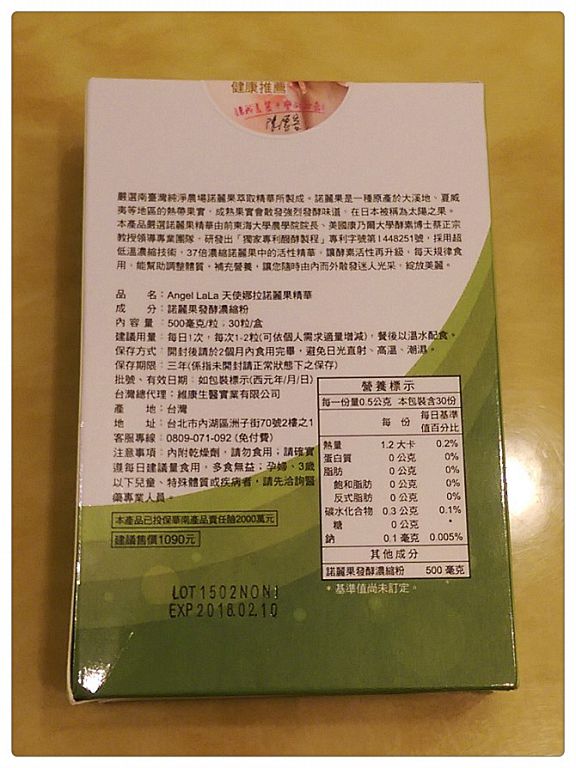 健康推薦
嚴選南臺灣純淨農場諾麗果萃取精華所製成。諾麗果是一種原產於大溪地、夏威
夷等地區的熱帶果實，成熟果實會散發強烈發酵味道，在日本被稱為太陽之果。
本產品嚴選諾麗果精華由前東海大學農學院院長、美國康乃爾大學酵素博士蔡正宗
教授領導專業團隊，研發出「獨家專利醱酵製程」專利字號第I448251號，採用超
低溫濃縮技術，37倍濃縮諾麗果中的活性精華，讓酵素活性再升級，每天規律食
用，能幫助調整體質、補充營養，讓您隨時由內而外散發迷人光采，綻放美麗。
品　　名：Angel LaLa 天使娜拉諾麗果精華
成　　分：諾麗果發酵濃縮粉
內 容 量：500毫克/粒，30粒/盒
建議用量：每日1次，每次1-2粒(可依個人需求適量增減)，餐後以溫水配食。
保存方式：開封後請於2個月內食用完畢，避免日光直射、高溫、潮濕。
保存期限：三年(係指未開封請正常狀態下之保存)
批號、有效日期：如包裝標示(西元年/月/日)
台灣總代理：維康生醫實業有限公司
產　　地：台灣
地　　址：台北市內湖區洲子街70號2樓之1
客服專線：0809-071-092 (免付費)
注意事項：內附乾燥劑，請勿食用；請確實
遵每日建議量食用，多食無益；孕婦、3歲
以下兒童、特殊體質或疾病者，請先洽詢醫
藥專業人員。
本產品已投保華南產品責任險2000萬元
建議售價1090元
營養標示
每一份量0.5公克 本包裝含30份
每 份 每日基準值百分比
熱量 1.2 大卡 0.2%
蛋白質 0 公克 0%
脂肪 0 公克 0%
飽和脂肪 0 公克 0%
反式脂肪 0 公克 0%
碳水化合物 0.3 公克 0.1%
糖 0 公克 *
鈉 0.1 毫克 0.005%
其他成分
諾麗果發酵濃縮粉 500 毫克
* 基準值尚未訂定。
LOT1502NON1
EXP2018.02.10